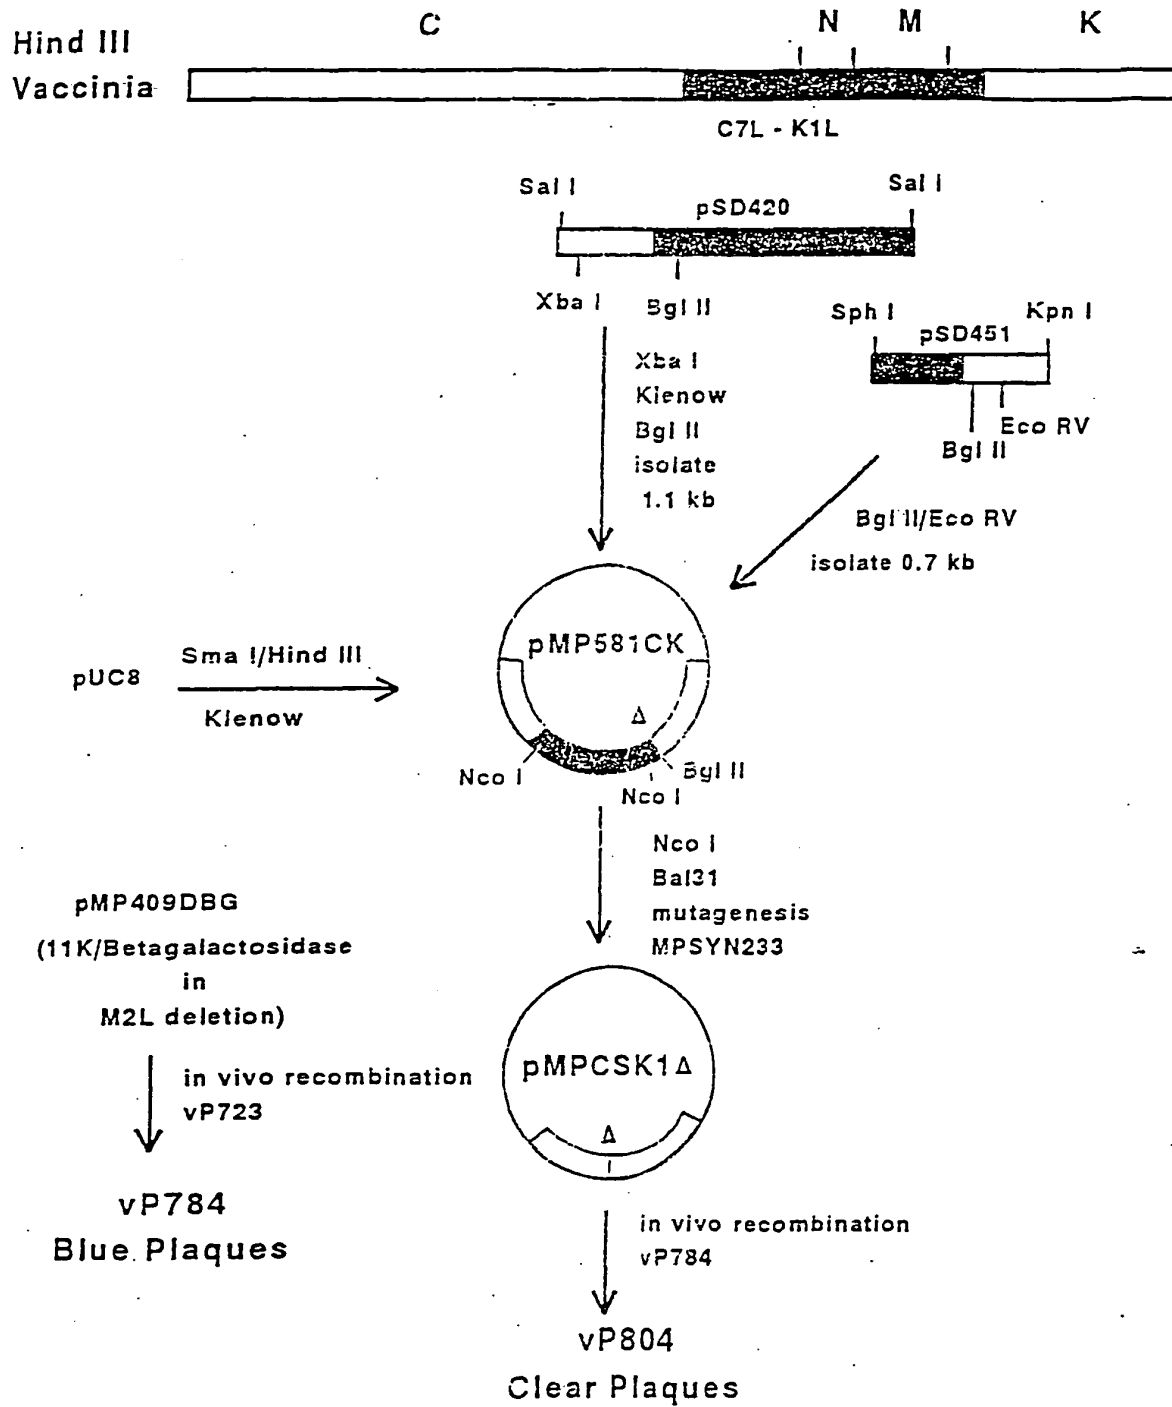 Hind III
Vaccinia
C N M K
C7L - K1L
Sal I
Sal I
pSD420
Xba I
Bgl II
Sph I
Kpn I
pSD451
Bgl II
Eco RV
Xba I
Klenow
Bgl II
isolate
1.1 kb
Bgl II/Eco RV
isolate 0.7 kb
pUC8
Sma I/Hind III
Klenow
pMP581CK
Δ
Nco I
Nco I
Bgl II
Nco I
Bal31
mutagenesis
MPSYN233
pMP409DBG
(11K/Betagalactosidase
in
M2L deletion)
in vivo recombination
vP723
vP784
Blue Plaques
pMPCSK1Δ
Δ
in vivo recombination
vP784
vP804
Clear Plaques